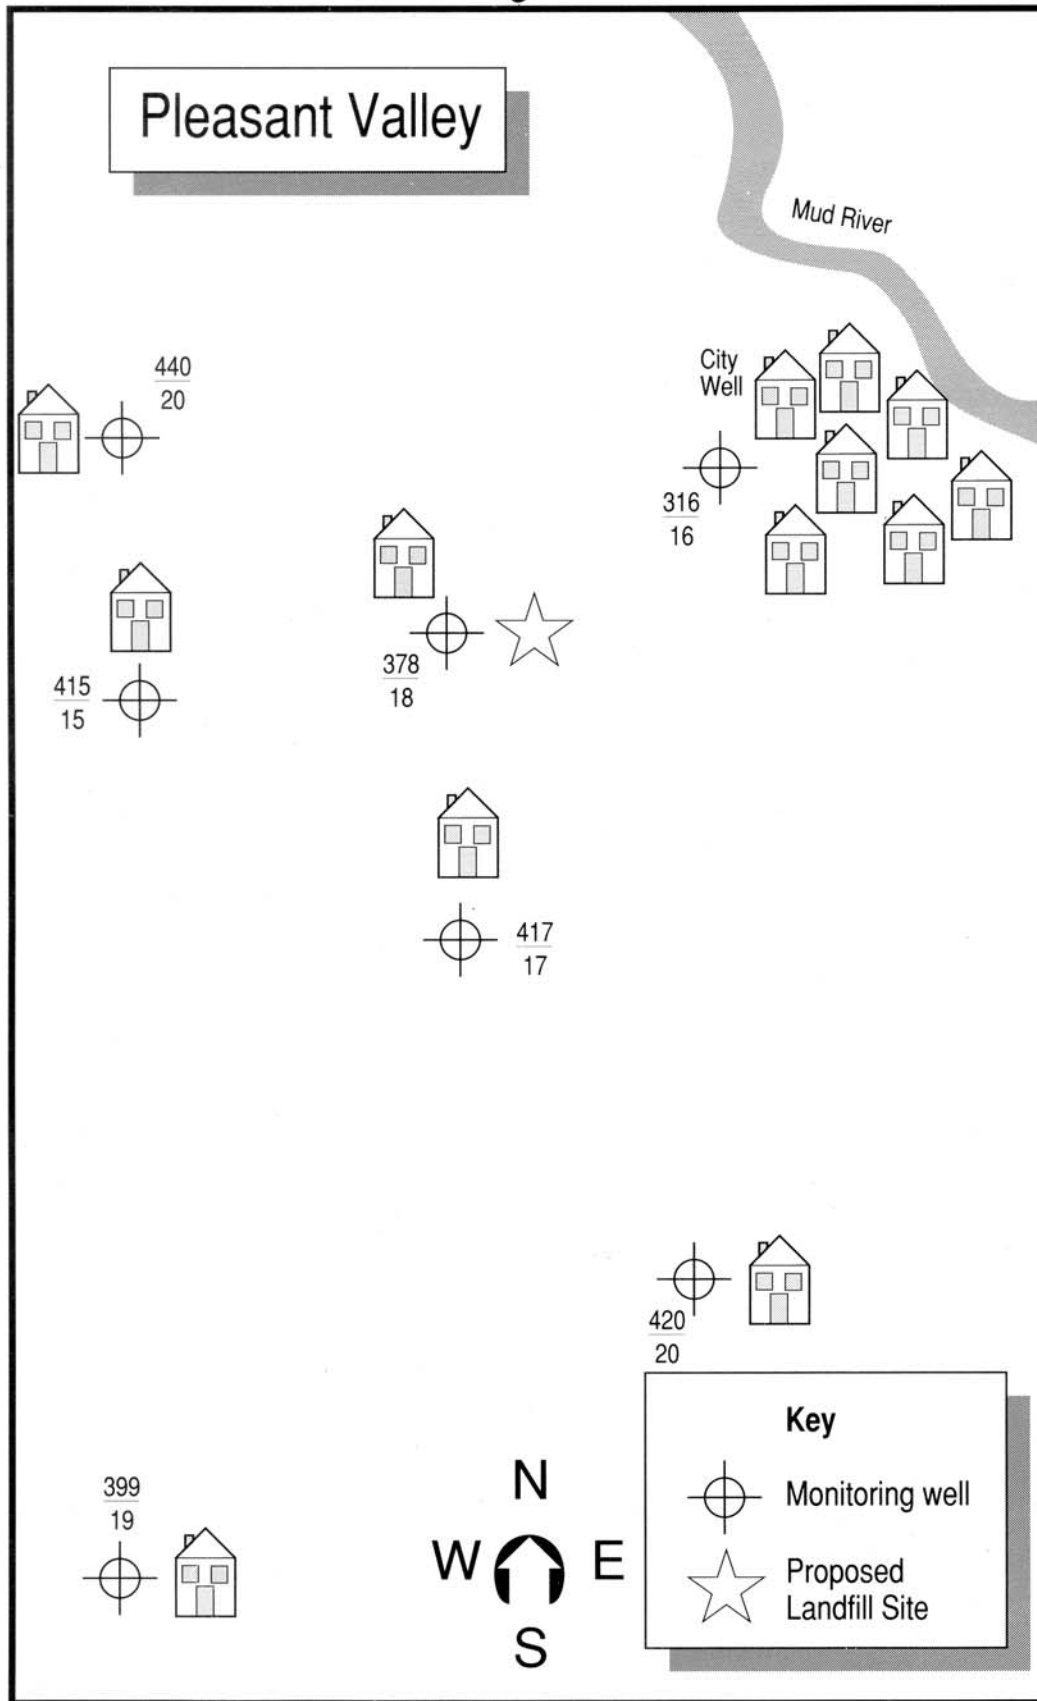 Pleasant Valley
Mud River
440
20
City
Well
316
16
378
18
415
15
417
17
420
20
399
19
N
W E
S
Key
Monitoring well
Proposed
Landfill Site